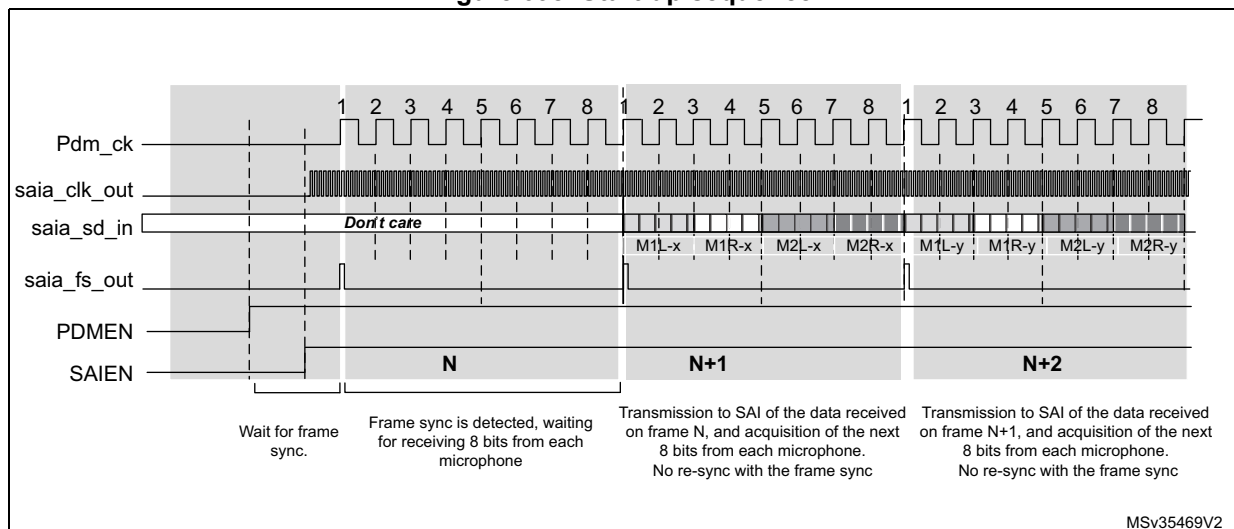 1 2 3 4 5 6 7 8 1 2 3 4 5 6 7 8 1 2 3 4 5 6 7 8
Pdm_ck
saia_clk_out
saia_sd_in
Don't care
M1L-x M1R-x M2L-x M2R-x M1L-y M1R-y M2L-y M2R-y
saia_fs_out
PDMEN
SAIEN
N N+1 N+2
Wait for frame
sync.
Frame sync is detected, waiting
for receiving 8 bits from each
microphone
Transmission to SAI of the data received
on frame N, and acquisition of the next
8 bits from each microphone.
No re-sync with the frame sync
Transmission to SAI of the data received
on frame N+1, and acquisition of the next
8 bits from each microphone.
No re-sync with the frame sync
MSv35469V2